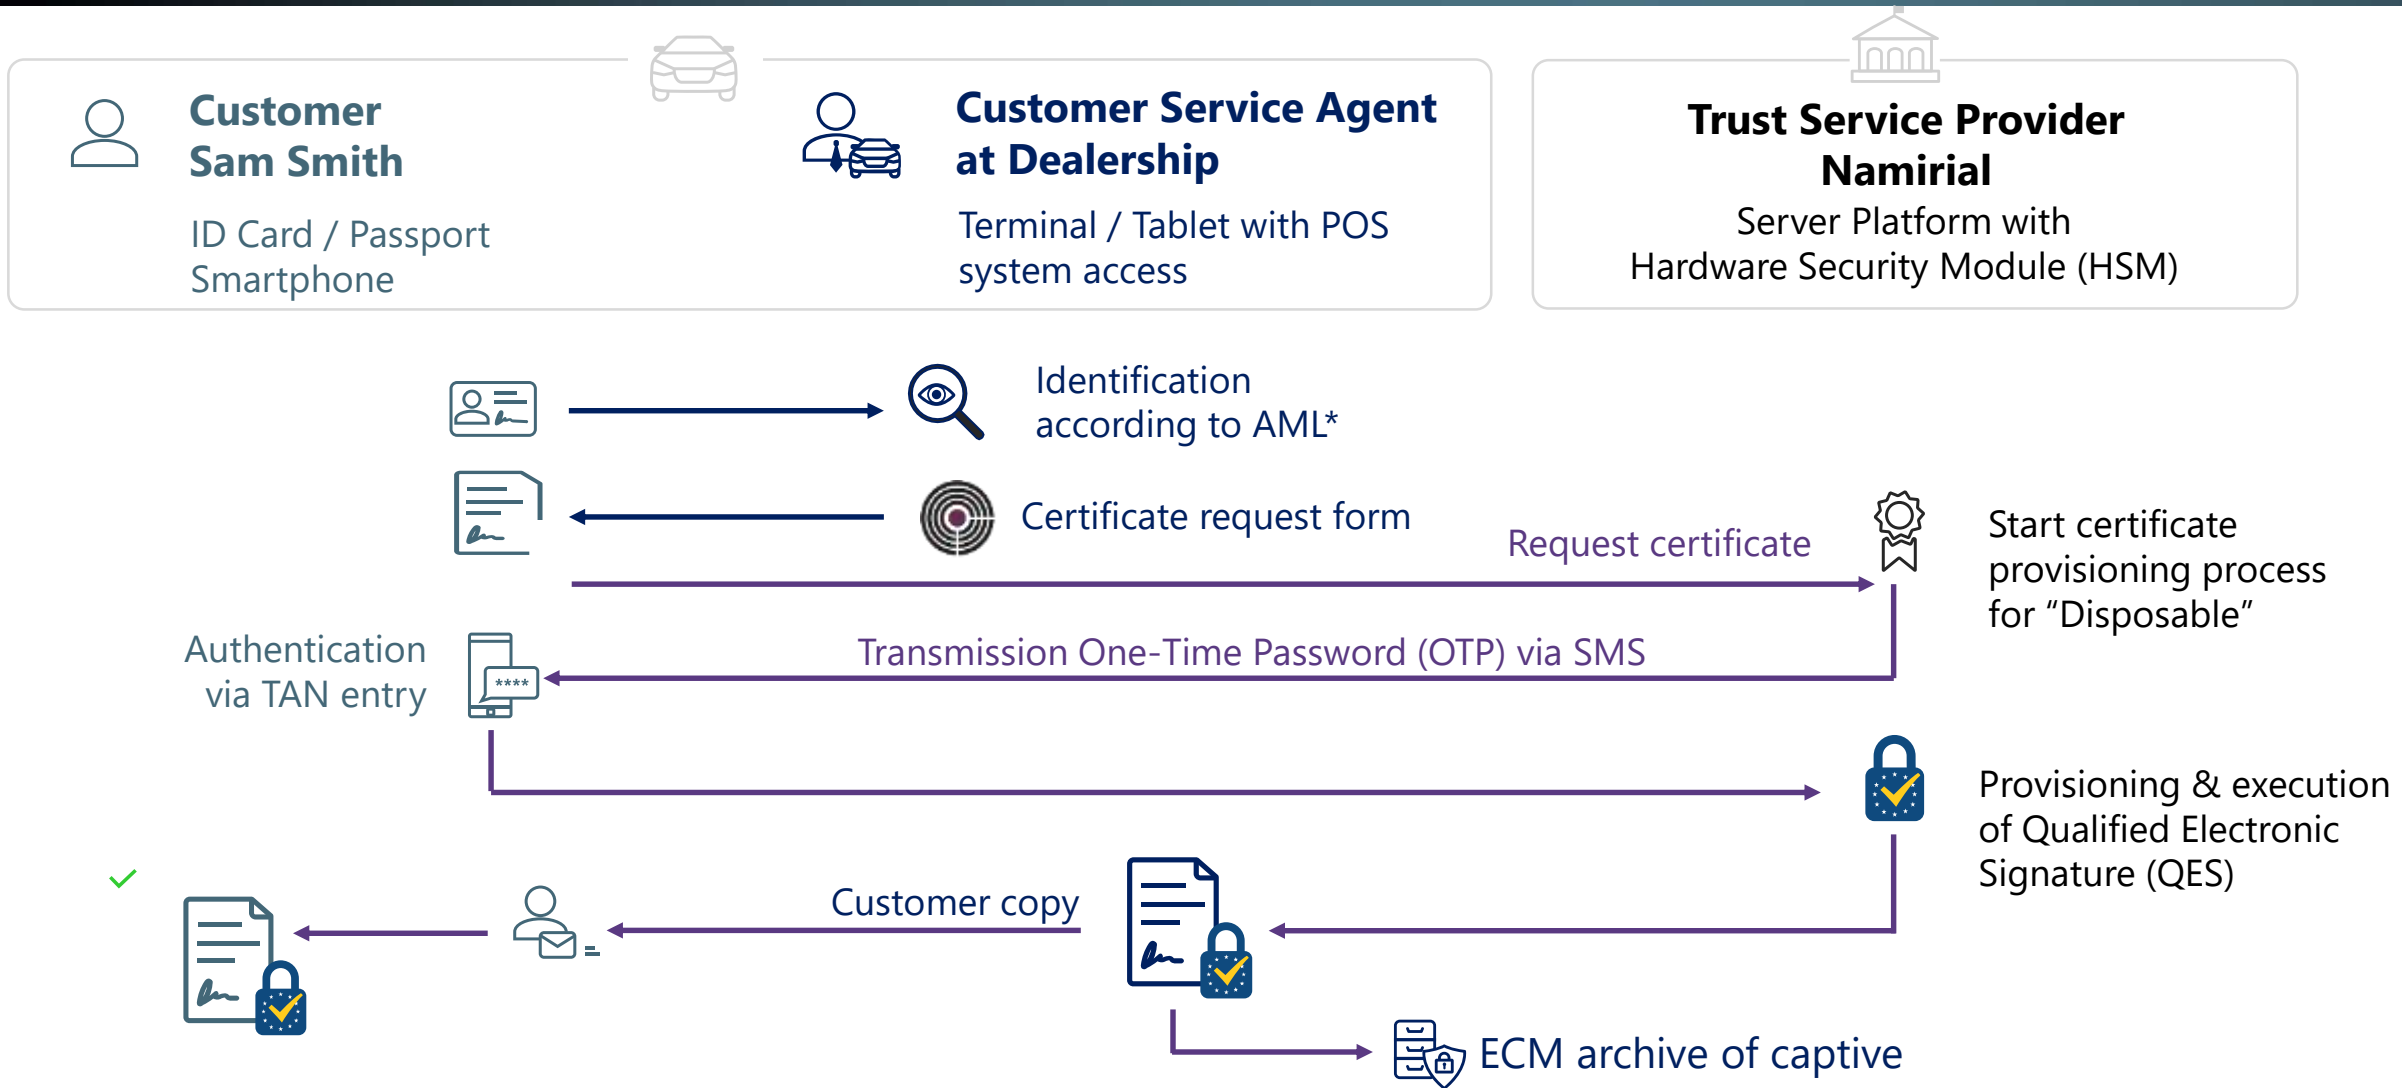 Customer
Sam Smith
ID Card / Passport
Smartphone
Customer Service Agent
at Dealership
Terminal / Tablet with POS
system access
Trust Service Provider
Namirial
Server Platform with
Hardware Security Module (HSM)
Identification
according to AML*
Certificate request form
Request certificate
Start certificate
provisioning process
for “Disposable”
Transmission One-Time Password (OTP) via SMS
Authentication
via TAN entry
****
Provisioning & execution
of Qualified Electronic
Signature (QES)
Customer copy
ECM archive of captive